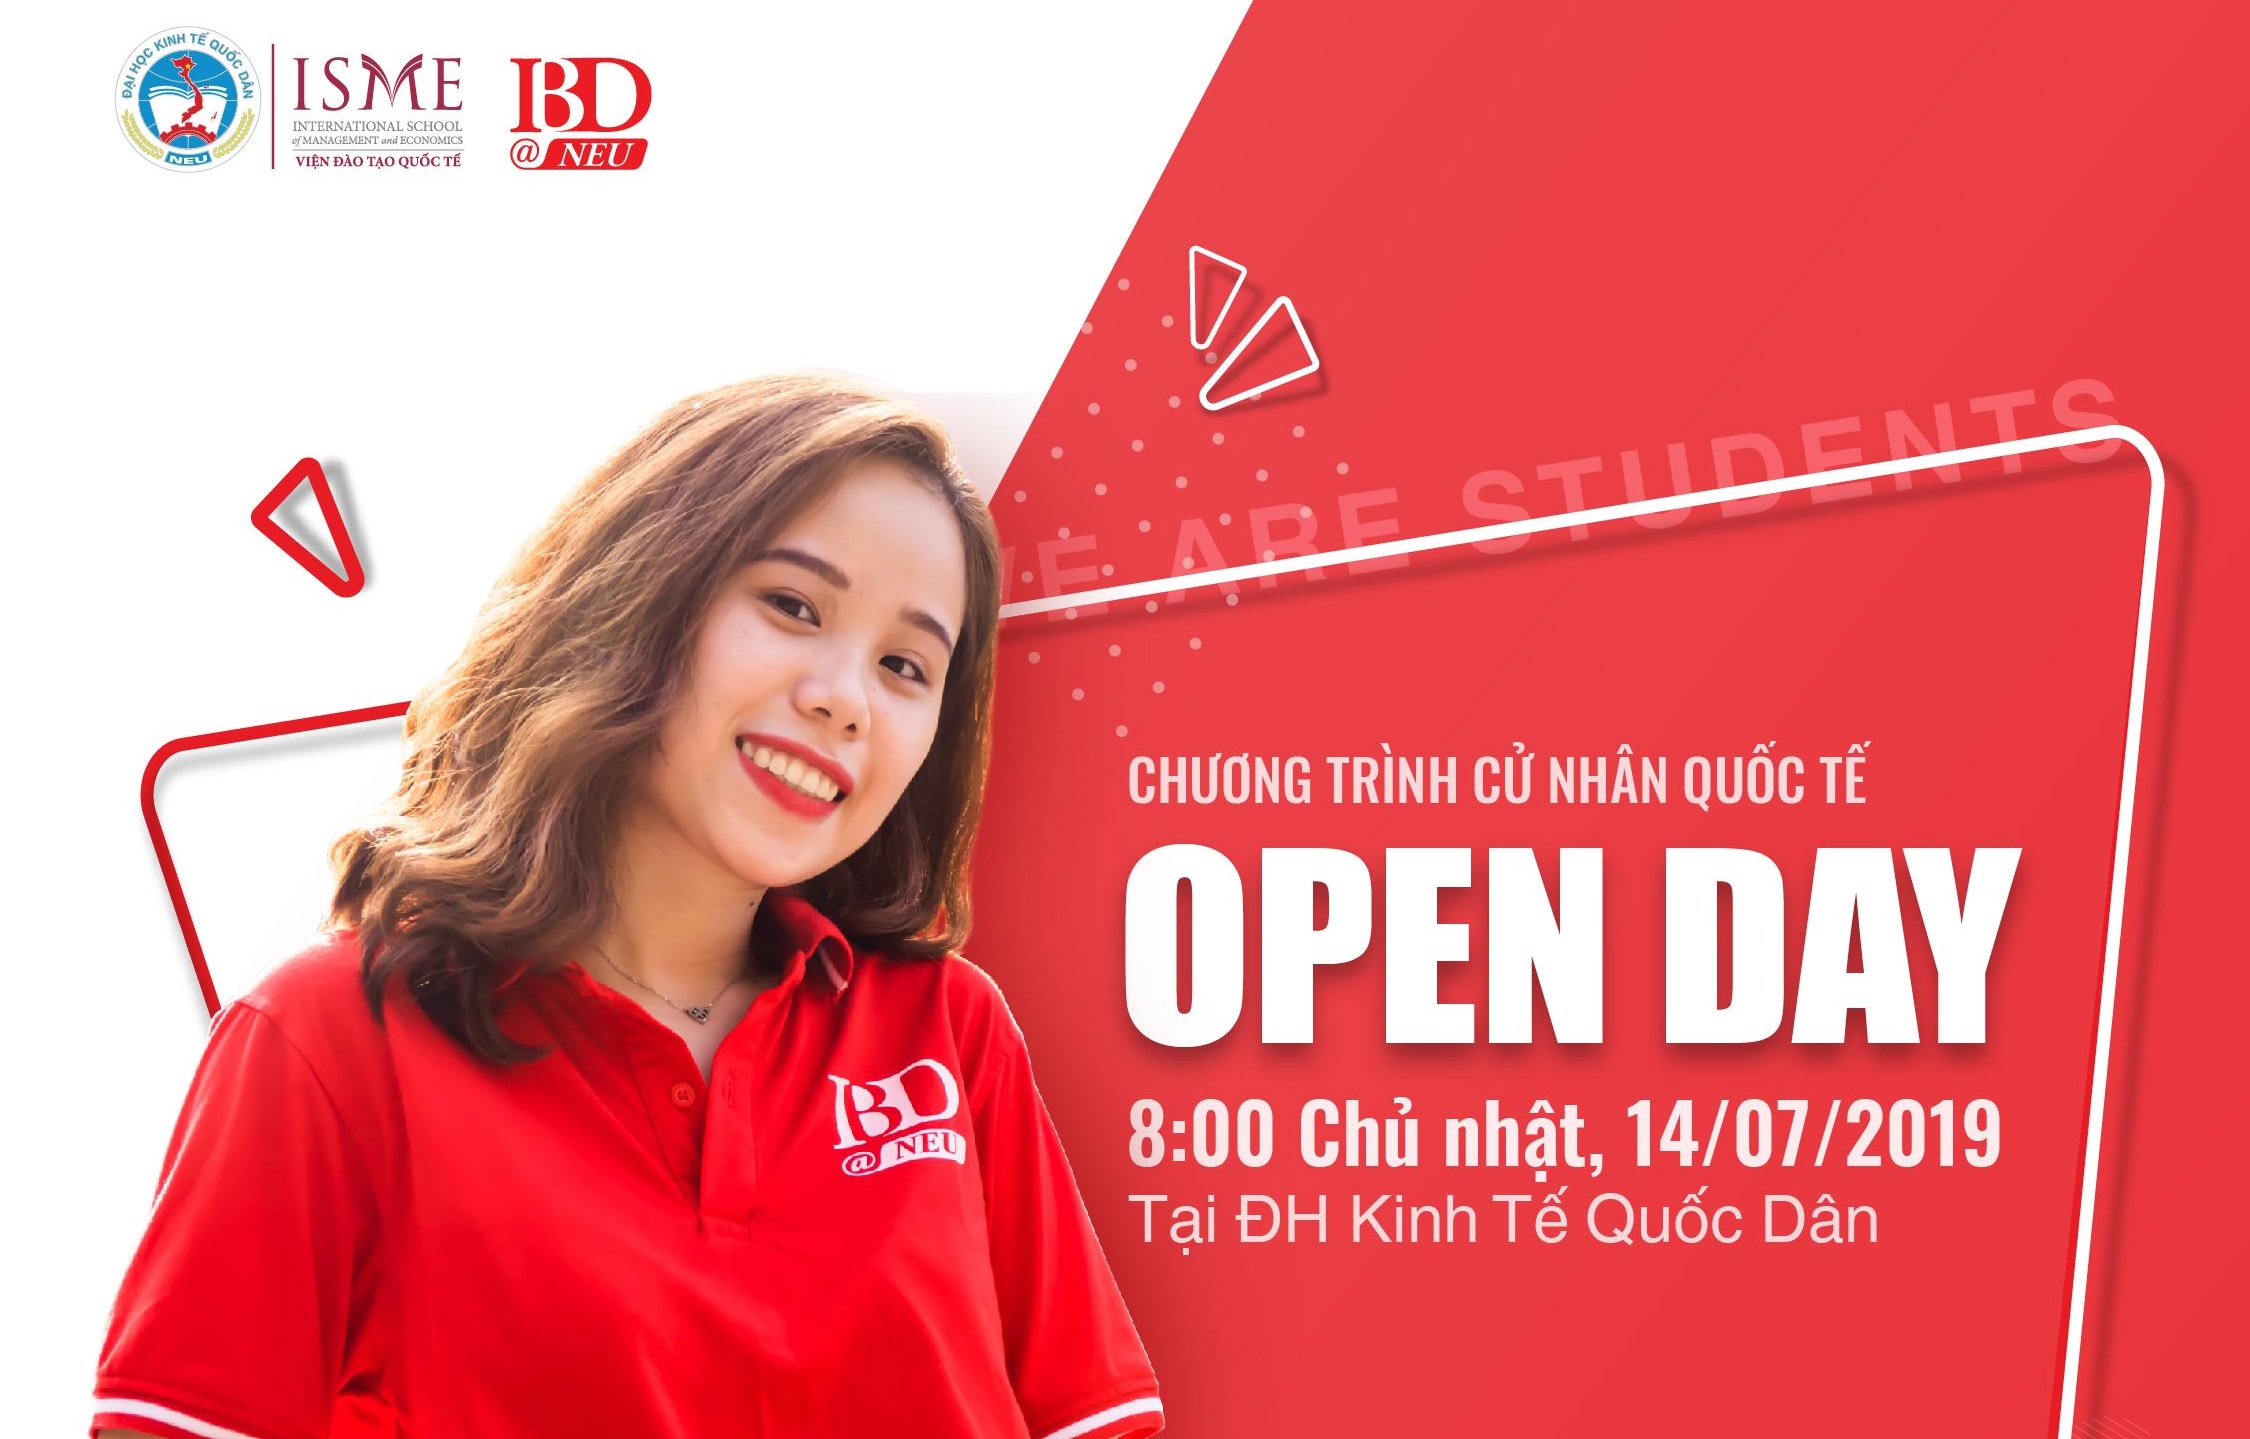 ĐẠI HỌC KINH TẾ QUỐC DÂN
NEU
ISME
INTERNATIONAL SCHOOL
of MANAGEMENT and ECONOMICS
VIỆN ĐÀO TẠO QUỐC TẾ
IBD
@NEU
WE ARE STUDENTS
CHƯƠNG TRÌNH CỬ NHÂN QUỐC TẾ
OPEN DAY
8:00 Chủ nhật, 14/07/2019
Tại ĐH Kinh Tế Quốc Dân
IBD
@NEU